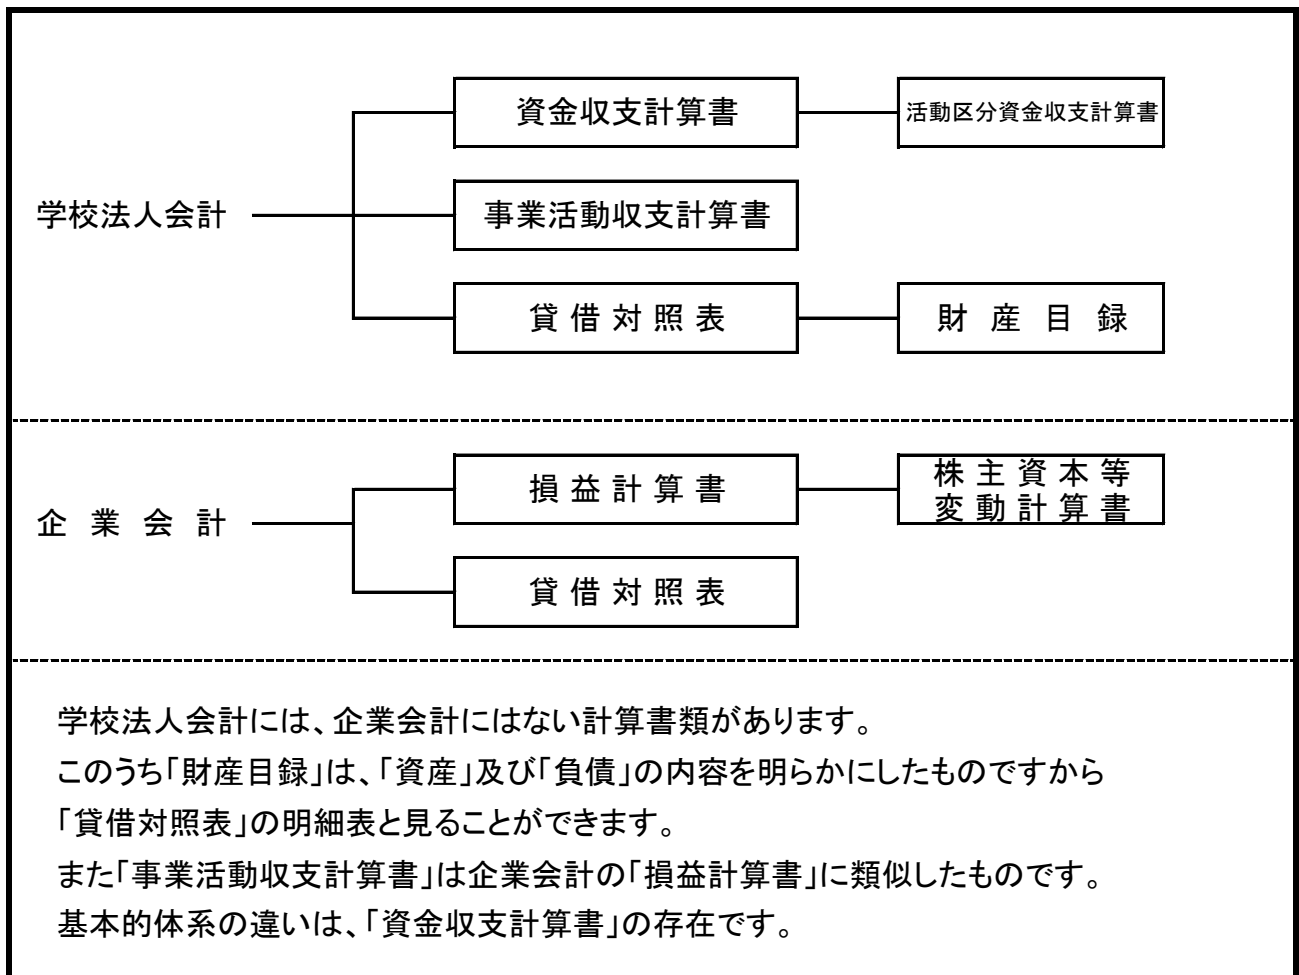 資金収支計算書
活動区分資金収支計算書
学校法人会計
事業活動収支計算書
貸借対照表
財産目録
損益計算書
株主資本等
変動計算書
企業会計
貸借対照表
学校法人会計には、企業会計にはない計算書類があります。
このうち「財産目録」は、「資産」及び「負債」の内容を明らかにしたものですから
「貸借対照表」の明細表と見ることができます。
また「事業活動収支計算書」は企業会計の「損益計算書」に類似したものです。
基本的体系の違いは、「資金収支計算書」の存在です。